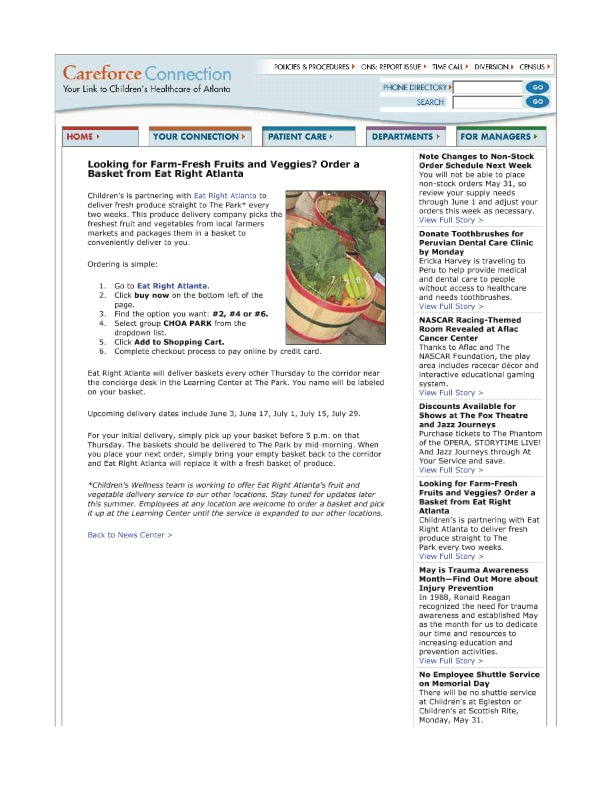 Careforce Connection
Your Link to Children's Healthcare of Atlanta
POLICIES & PROCEDURES ONS: REPORT ISSUE TIME CALL DIVERSION CENSUS
PHONE DIRECTORY GO
SEARCH GO
HOME YOUR CONNECTION PATIENT CARE DEPARTMENTS FOR MANAGERS
Looking for Farm-Fresh Fruits and Veggies? Order a
Basket from Eat Right Atlanta
Children's is partnering with Eat Right Atlanta to
deliver fresh produce straight to The Park* every
two weeks. This produce delivery company picks the
freshest fruit and vegetables from local farmers
markets and packages them in a basket to
conveniently deliver to you.
Ordering is simple:
1. Go to Eat Right Atlanta.
2. Click buy now on the bottom left of the
page.
3. Find the option you want: #2, #4 or #6.
4. Select group CHOA PARK from the
dropdown list.
5. Click Add to Shopping Cart.
6. Complete checkout process to pay online by credit card.
Eat Right Atlanta will deliver baskets every other Thursday to the corridor near
the concierge desk in the Learning Center at The Park. You name will be labeled
on your basket.
Upcoming delivery dates include June 3, June 17, July 1, July 15, July 29.
For your initial delivery, simply pick up your basket before 5 p.m. on that
Thursday. The baskets should be delivered to The Park by mid-morning. When
you place your next order, simply bring your empty basket back to the corridor
and Eat Right Atlanta will replace it with a fresh basket of produce.
*Children's Wellness team is working to offer Eat Right Atlanta's fruit and
vegetable delivery service to our other locations. Stay tuned for updates later
this summer. Employees at any location are welcome to order a basket and pick
it up at the Learning Center until the service is expanded to our other locations.
Back to News Center >
Note Changes to Non-Stock
Order Schedule Next Week
You will not be able to place
non-stock orders May 31, so
review your supply needs
through June 1 and adjust your
orders this week as necessary.
View Full Story >
Donate Toothbrushes for
Peruvian Dental Care Clinic
by Monday
Ericka Harvey is traveling to
Peru to help provide medical
and dental care to people
without access to healthcare
and needs toothbrushes.
View Full Story >
NASCAR Racing-Themed
Room Revealed at Aflac
Cancer Center
Thanks to Aflac and The
NASCAR Foundation, the play
area includes racecar décor and
interactive educational gaming
system.
View Full Story >
Discounts Available for
Shows at The Fox Theatre
and Jazz Journeys
Purchase tickets to The Phantom
of the OPERA, STORYTIME LIVE!
And Jazz Journeys through At
Your Service and save.
View Full Story >
Looking for Farm-Fresh
Fruits and Veggies? Order a
Basket from Eat Right
Atlanta
Children's is partnering with Eat
Right Atlanta to deliver fresh
produce straight to The
Park every two weeks.
View Full Story >
May is Trauma Awareness
Month—Find Out More about
Injury Prevention
In 1988, Ronald Reagan
recognized the need for trauma
awareness and established May
as the month for us to dedicate
our time and resources to
increasing education and
prevention activities.
View Full Story >
No Employee Shuttle Service
on Memorial Day
There will be no shuttle service
at Children's at Egleston or
Children's at Scottish Rite,
Monday, May 31.